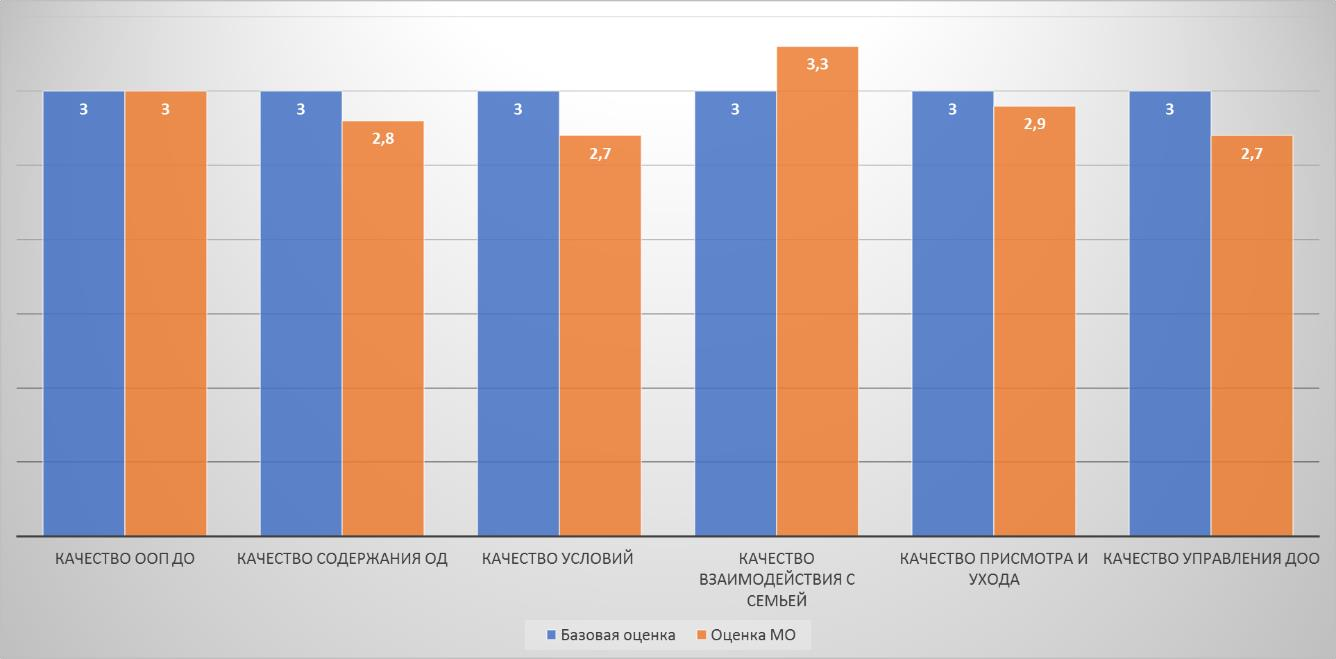 3,3
3
3
3
2,8
3
2,7
3
3
2,9
3
2,7
КАЧЕСТВО ООП ДО
КАЧЕСТВО СОДЕРЖАНИЯ ОД
КАЧЕСТВО УСЛОВИЙ
КАЧЕСТВО
ВЗАИМОДЕЙСТВИЯ С
СЕМЬЕЙ
КАЧЕСТВО ПРИСМОТРА И
УХОДА
КАЧЕСТВО УПРАВЛЕНИЯ ДОО
Базовая оценка
Оценка МО